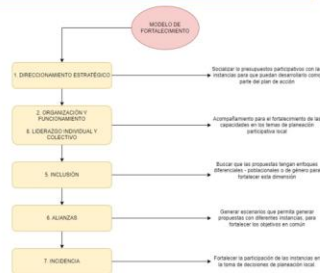 MODELO DE
FORTALECIMIENTO
1. DIRECCIONAMIENTO ESTRATÉGICO
Socializar lo presupuestos participativos con las
instancias para que puedan desarrollarlo como
parte del plan de acción
2. ORGANIZACIÓN Y
FUNCIONAMIENTO
8. LIDERAZGO INDIVIDUAL Y
COLECTIVO
Acompañamiento para el fortalecimiento de las
capacidades en los temas de planeación
participativa local
5. INCLUSIÓN
Buscar que las propuestas tengan enfoques
diferenciales - poblacionales o de género para
fortalecer esta dimensión
6. ALIANZAS
Generar escenarios que permita generar
propuestas con diferentes instancias, para
fortalecer los objetivos en común
7. INCIDENCIA
Fortalecer la participación de las instancias en
la toma de decisiones de planeación local.